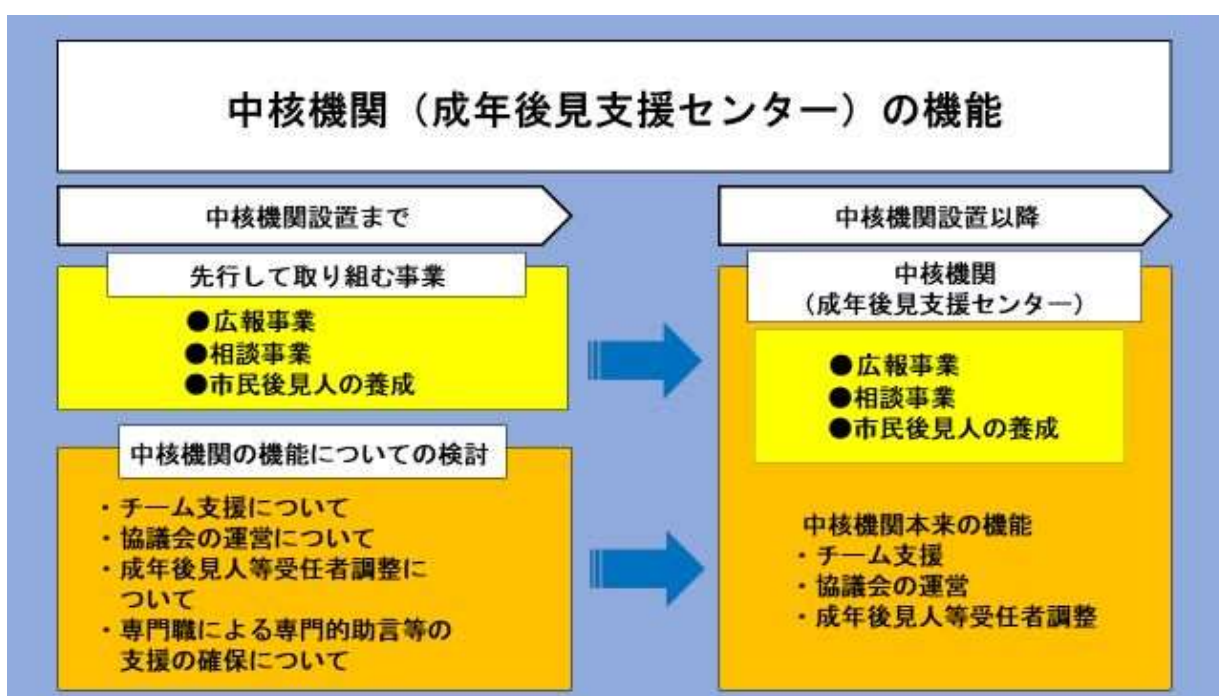 中核機関（成年後見支援センター）の機能
中核機関設置まで
先行して取り組む事業
●広報事業
●相談事業
●市民後見人の養成
中核機関の機能についての検討
・チーム支援について
・協議会の運営について
・成年後見人等受任者調整に
ついて
・専門職による専門的助言等の
支援の確保について
中核機関設置以降
中核機関
（成年後見支援センター）
●広報事業
●相談事業
●市民後見人の養成
中核機関本来の機能
・チーム支援
・協議会の運営
・成年後見人等受任者調整